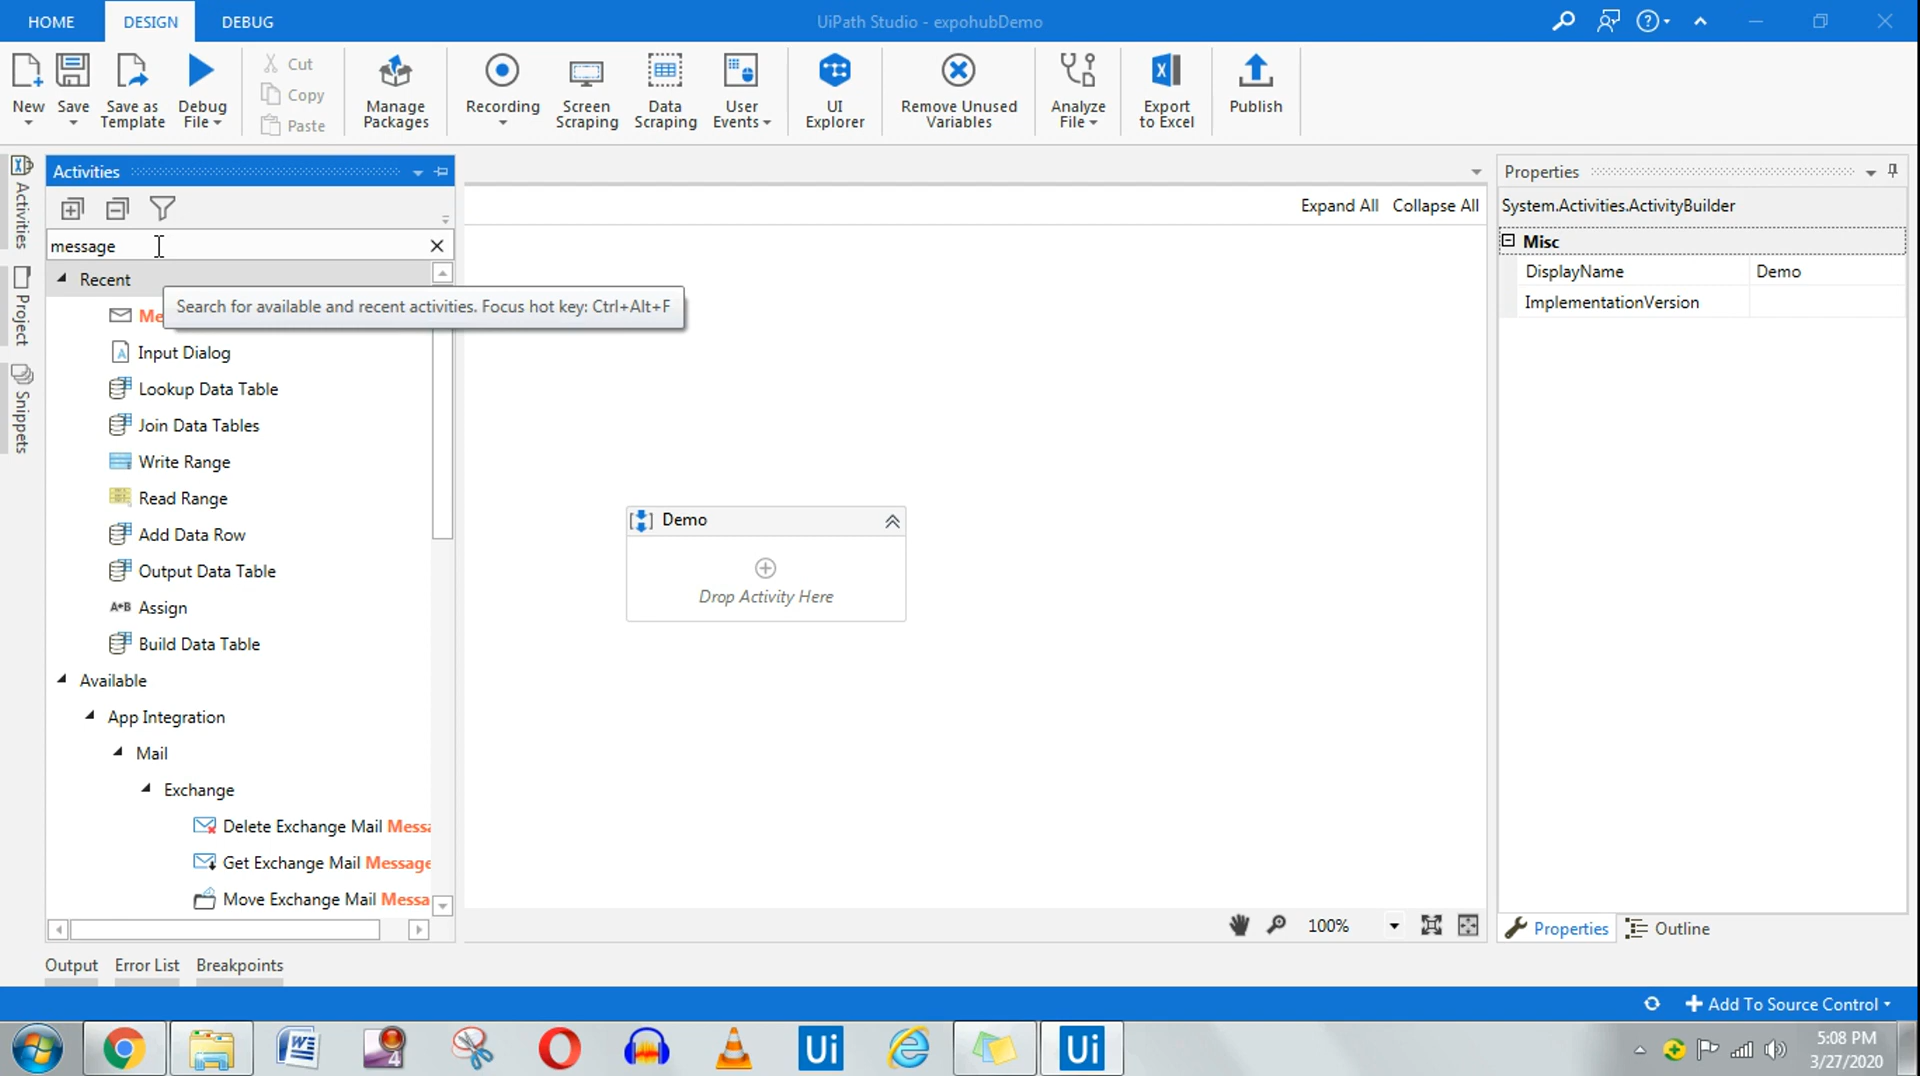 HOME DESIGN DEBUG UiPath Studio - expohubDemo
New Save Save as Template Debug File Cut Copy Paste Manage Packages Recording Screen Scraping Data Scraping User Events UI Explorer Remove Unused Variables Analyze File Export to Excel Publish
Activities
Project
Snippets
Activities
message
Recent
Search for available and recent activities. Focus hot key: Ctrl+Alt+F
Me
Input Dialog
Lookup Data Table
Join Data Tables
Write Range
Read Range
Add Data Row
Output Data Table
A+B Assign
Build Data Table
Available
App Integration
Mail
Exchange
Delete Exchange Mail Messa
Get Exchange Mail Message
Move Exchange Mail Messa
Expand All Collapse All
Demo
Drop Activity Here
100%
Properties
System.Activities.ActivityBuilder
Misc
DisplayName Demo
ImplementationVersion
Properties Outline
Output Error List Breakpoints
Add To Source Control
4 Ui Ui
5:08 PM
3/27/2020